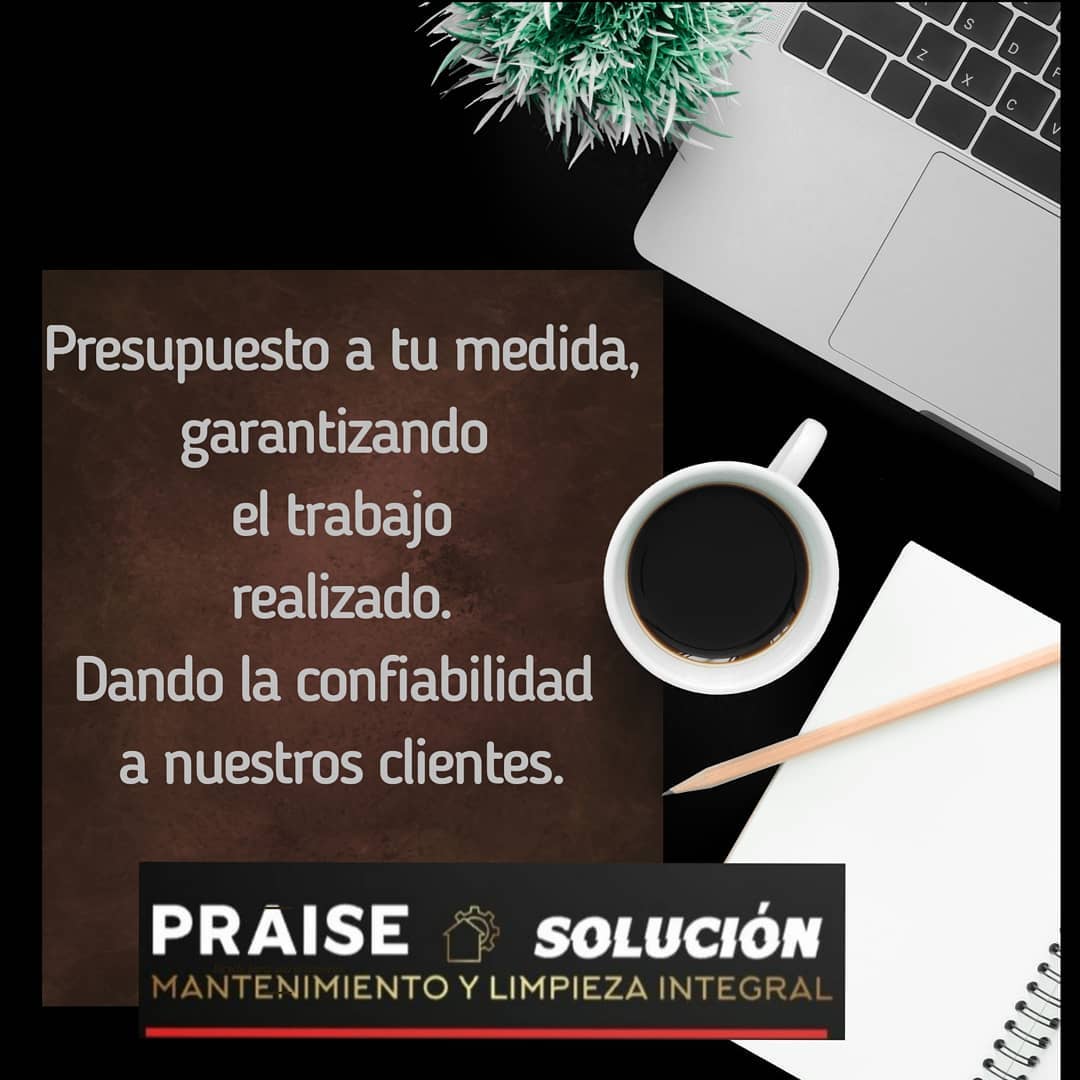 Presupuesto a tu medida,
garantizando
el trabajo
realizado.
Dando la confiabilidad
a nuestros clientes.
PRAISE SOLUCIÓN
MANTENIMIENTO Y LIMPIEZA INTEGRAL
S D F
Z X C V